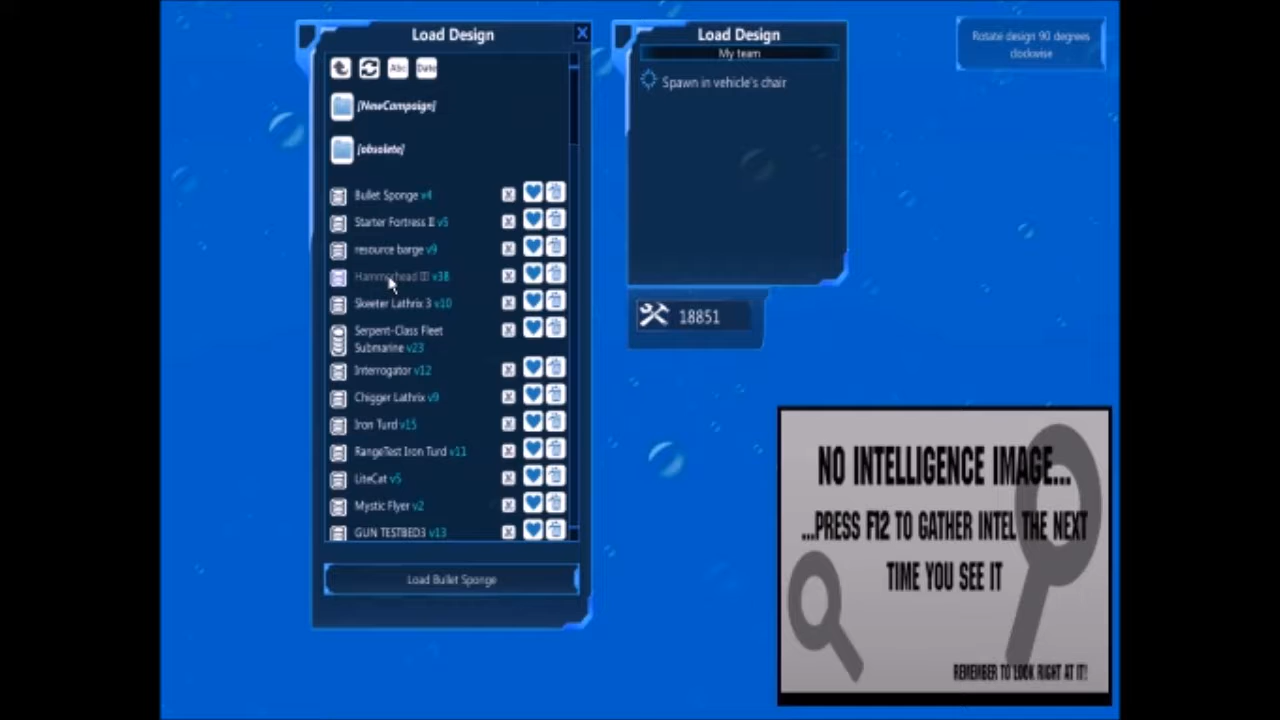 Load Design
Abc
Date
[NewCampaign]
[obsolete]
Bullet Sponge v4
Starter Fortress II v5
resource barge v9
Hammerhead III v38
Skeeter Lathrix 3 v10
Serpent-Class Fleet
Submarine v23
Interrogator v12
Chigger Lathrix v9
Iron Turd v15
RangeTest Iron Turd v11
LiteCat v5
Mystic Flyer v2
GUN TESTBED3 v13
Load Bullet Sponge
Load Design
My team
Spawn in vehicle's chair
18851
Rotate design 90 degrees
clockwise
NO INTELLIGENCE IMAGE...
...PRESS F12 TO GATHER INTEL THE NEXT
TIME YOU SEE IT
REMEMBER TO LOOK RIGHT AT IT!